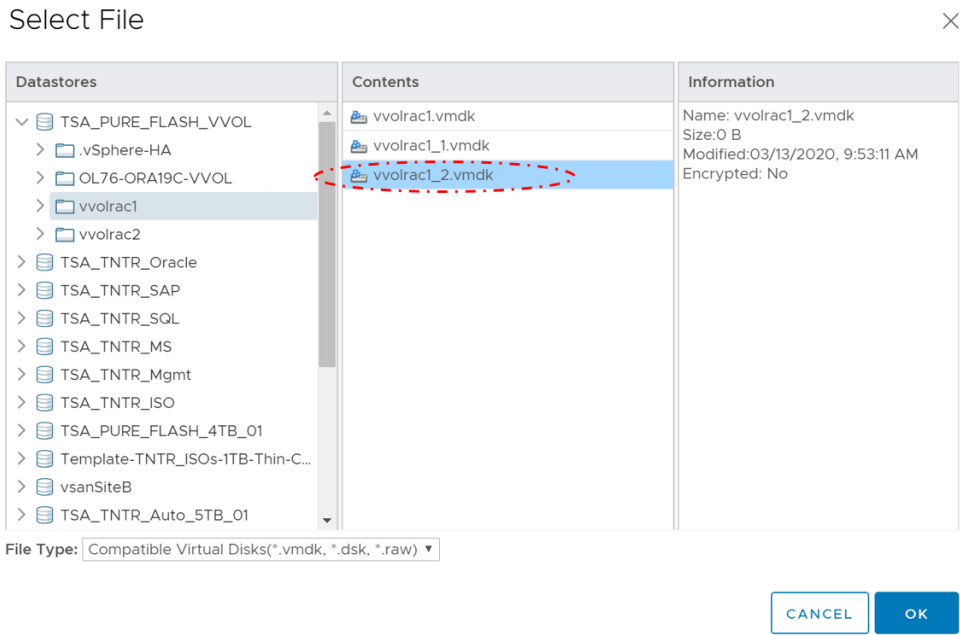 Select File
Datastores
TSA_PURE_FLASH_VVOL
.vSphere-HA
OL76-ORA19C-VVOL
vvolrac1
vvolrac2
TSA_TNTR_Oracle
TSA_TNTR_SAP
TSA_TNTR_SQL
TSA_TNTR_MS
TSA_TNTR_Mgmt
TSA_TNTR_ISO
TSA_PURE_FLASH_4TB_01
Template-TNTR_ISOs-1TB-Thin-C...
vsanSiteB
TSA_TNTR_Auto_5TB_01
Contents
vvolrac1.vmdk
vvolrac1_1.vmdk
vvolrac1_2.vmdk
Information
Name: vvolrac1_2.vmdk
Size:0 B
Modified:03/13/2020, 9:53:11 AM
Encrypted: No
File Type: Compatible Virtual Disks(*.vmdk, *.dsk, *.raw)
CANCEL
OK